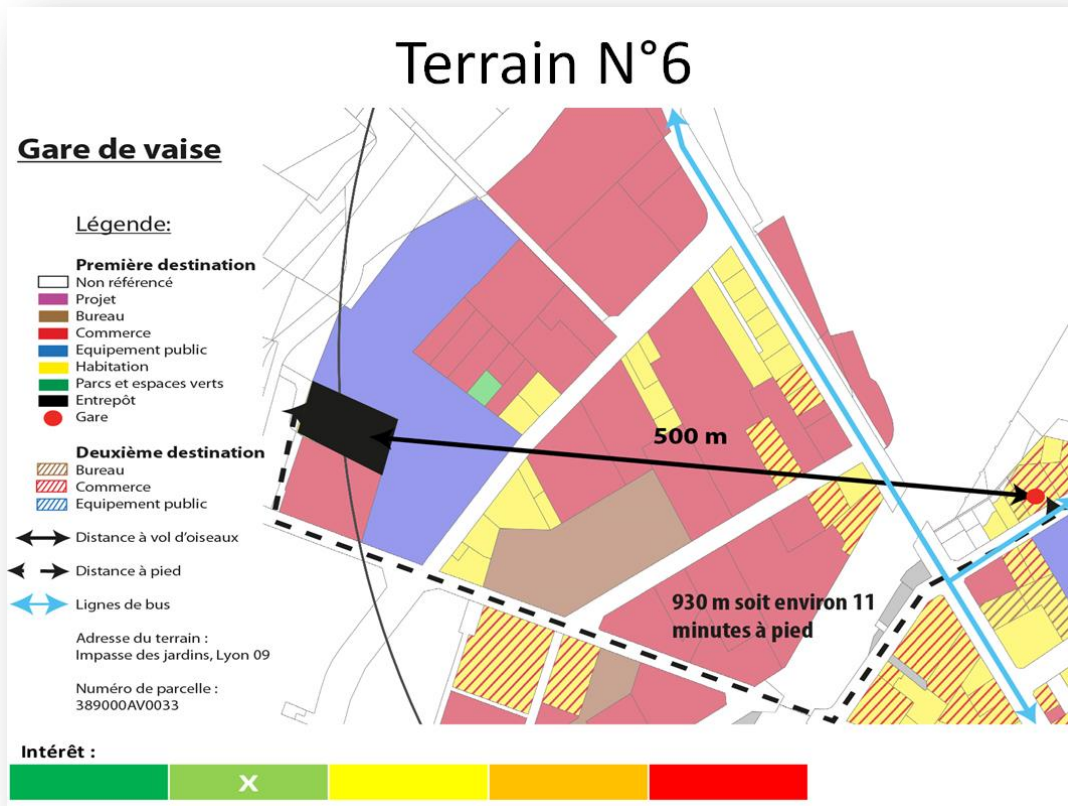 Terrain N°6
Gare de vaise
Légende:
Première destination
Non référencé
Projet
Bureau
Commerce
Equipement public
Habitation
Parcs et espaces verts
Entrepôt
Gare
Deuxième destination
Bureau
Commerce
Equipement public
Distance à vol d'oiseaux
Distance à pied
Lignes de bus
Adresse du terrain :
Impasse des jardins, Lyon 09
Numéro de parcelle :
389000AV0033
500 m
930 m soit environ 11
minutes à pied
Intérêt :
X